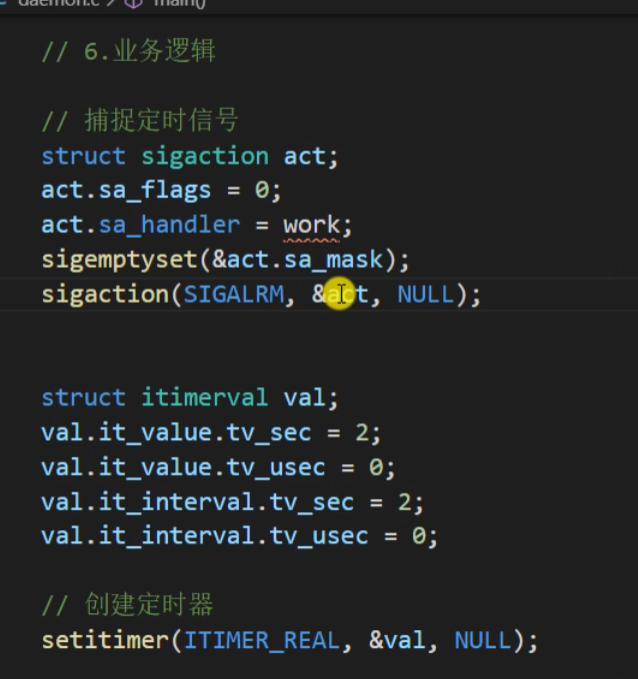 daemon.c > main()
// 6.业务逻辑
// 捕捉定时信号
struct sigaction act;
act.sa_flags = 0;
act.sa_handler = work;
sigemptyset(&act.sa_mask);
sigaction(SIGALRM, &act, NULL);
struct itimerval val;
val.it_value.tv_sec = 2;
val.it_value.tv_usec = 0;
val.it_interval.tv_sec = 2;
val.it_interval.tv_usec = 0;
// 创建定时器
setitimer(ITIMER_REAL, &val, NULL);